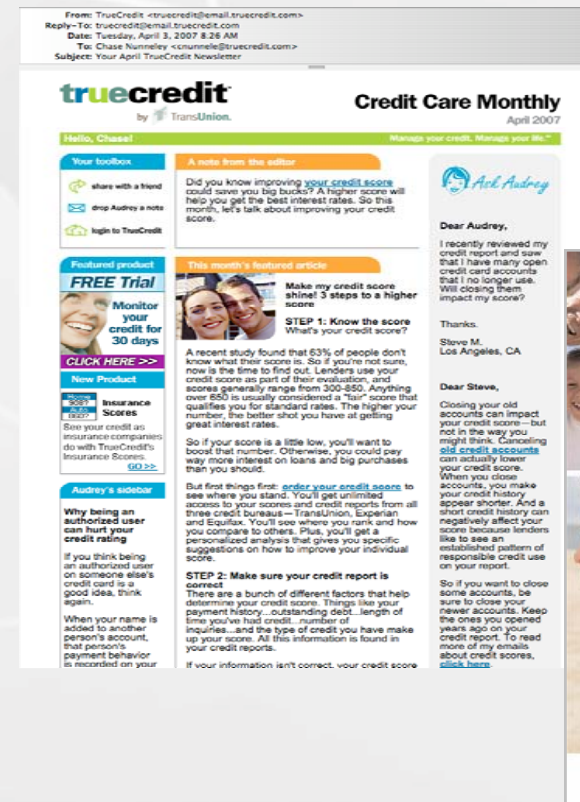 From: TrueCredit <truecredit@email.truecredit.com>
Reply-To: truecredit@email.truecredit.com
Date: Tuesday, April 3, 2007 8:26 AM
To: Chase Nunneley <cnunnele@truecredit.com>
Subject: Your April TrueCredit Newsletter
truecredit
by TransUnion.
Credit Care Monthly
April 2007
Hello, Chase!
Manage your credit. Manage your life.℠
Your toolbox
share with a friend
drop Audrey a note
login to TrueCredit
Featured product
FREE Trial
Monitor
your
credit for
30 days
CLICK HERE >>
New Product
Home
Auto
Insurance
Scores
See your credit as
insurance companies
do with TrueCredit's
Insurance Scores.
GO >>
Audrey's sidebar
Why being an
authorized user
can hurt your
credit rating
If you think being
an authorized user
on someone else's
credit card is a
good idea, think
again.
When your name is
added to another
person's account,
that person's
payment behavior
is recorded on your
A note from the editor
Did you know improving your credit score
could save you big bucks? A higher score will
help you get the best interest rates. So this
month, let's talk about improving your credit
score.
This month's featured article
Make my credit score
shine! 3 steps to a higher
score
STEP 1: Know the score
What's your credit score?
A recent study found that 63% of people don't
know what their score is. So if you're not sure,
now is the time to find out. Lenders use your
credit score as part of their evaluation, and
scores generally range from 300-850. Anything
over 650 is usually considered a "fair" score that
qualifies you for standard rates. The higher your
number, the better shot you have at getting
great interest rates.
So if your score is a little low, you'll want to
boost that number. Otherwise, you could pay
way more interest on loans and big purchases
than you should.
But first things first: order your credit score to
see where you stand. You'll get unlimited
access to your scores and credit reports from all
three credit bureaus—TransUnion, Experian
and Equifax. You'll see where you rank and how
you compare to others. Plus, you'll get a
personalized analysis that gives you specific
suggestions on how to improve your individual
score.
STEP 2: Make sure your credit report is
correct
There are a bunch of different factors that help
determine your credit score. Things like your
payment history...outstanding debt...length of
time you've had credit...number of
inquiries...and the type of credit you have make
up your score. All this information is found in
your credit reports.
If your information isn't correct, your credit score
Ask Audrey
Dear Audrey,
I recently reviewed my
credit report and saw
that I have many open
credit card accounts
that I no longer use.
Will closing them
impact my score?
Thanks.
Steve M.
Los Angeles, CA
Dear Steve,
Closing your old
accounts can impact
your credit score—but
not in the way you
might think. Canceling
old credit accounts
can actually lower
your credit score.
When you close
accounts, you make
your credit history
appear shorter. And a
short credit history can
negatively affect your
score because lenders
like to see an
established pattern of
responsible credit use
on your report.
So if you want to close
some accounts, be
sure to close your
newer accounts. Keep
the ones you opened
years ago on your
credit report. To read
more of my emails
about credit scores,
click here.